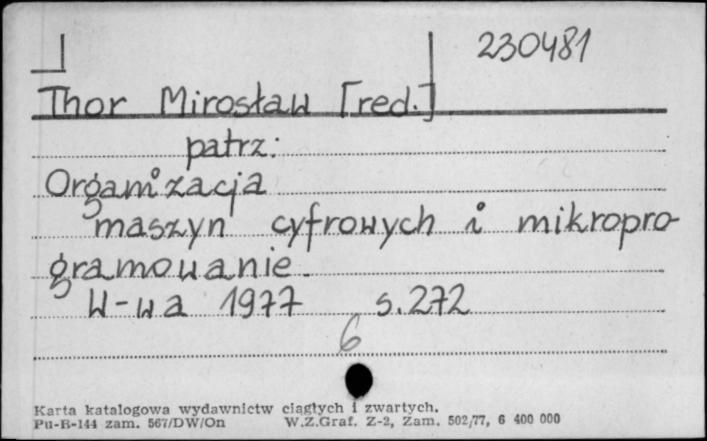 230481
Thor Mirosław [red.]
patrz:
Organizacja
maszyn cyfrowych i mikropro-
gramowanie.
W-wa 1977 s.272
6
Karta katalogowa wydawnictw ciągłych i zwartych.
Pu-B-144 zam. 567/DW/On W.Z.Graf. Z-2, Zam. 502/77, 6 400 000